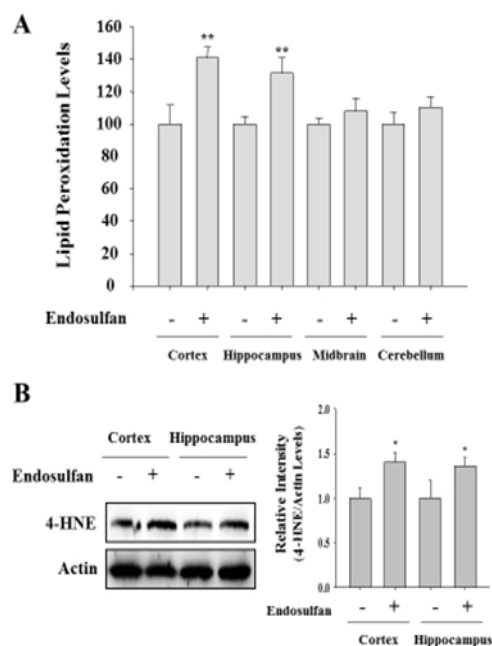 A
Lipid Peroxidation Levels
160
140
120
100
80
60
40
20
0
** **
Endosulfan - + - + - + - +
Cortex Hippocampus Midbrain Cerebellum
B
Cortex Hippocampus
Endosulfan - + - +
4-HNE
Actin
Relative Intensity
(4-HNE/Actin Levels)
2.0
1.5
1.0
0.5
0.0
* *
Endosulfan - + - +
Cortex Hippocampus